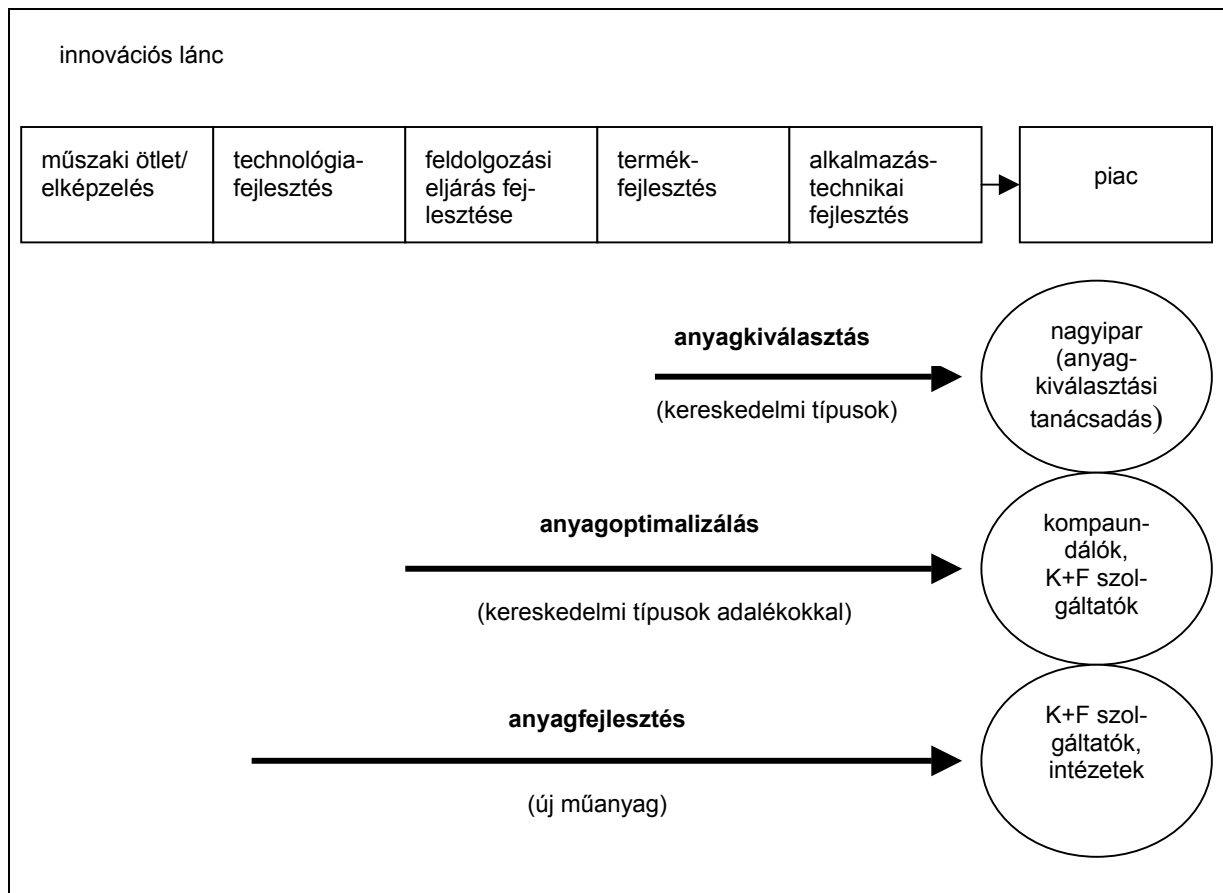 innovációs lánc
műszaki ötlet/
elképzelés
technológia-
fejlesztés
feldolgozási
eljárás fej-
lesztése
termék-
fejlesztés
alkalmazás-
technikai
fejlesztés
piac
anyagkiválasztás
(kereskedelmi típusok)
nagyipar
(anyag-
kiválasztási
tanácsadás)
anyagoptimalizálás
(kereskedelmi típusok adalékokkal)
kompaun-
dálók,
K+F szol-
gáltatók
anyagfejlesztés
(új műanyag)
K+F szol-
gáltatók,
intézetek